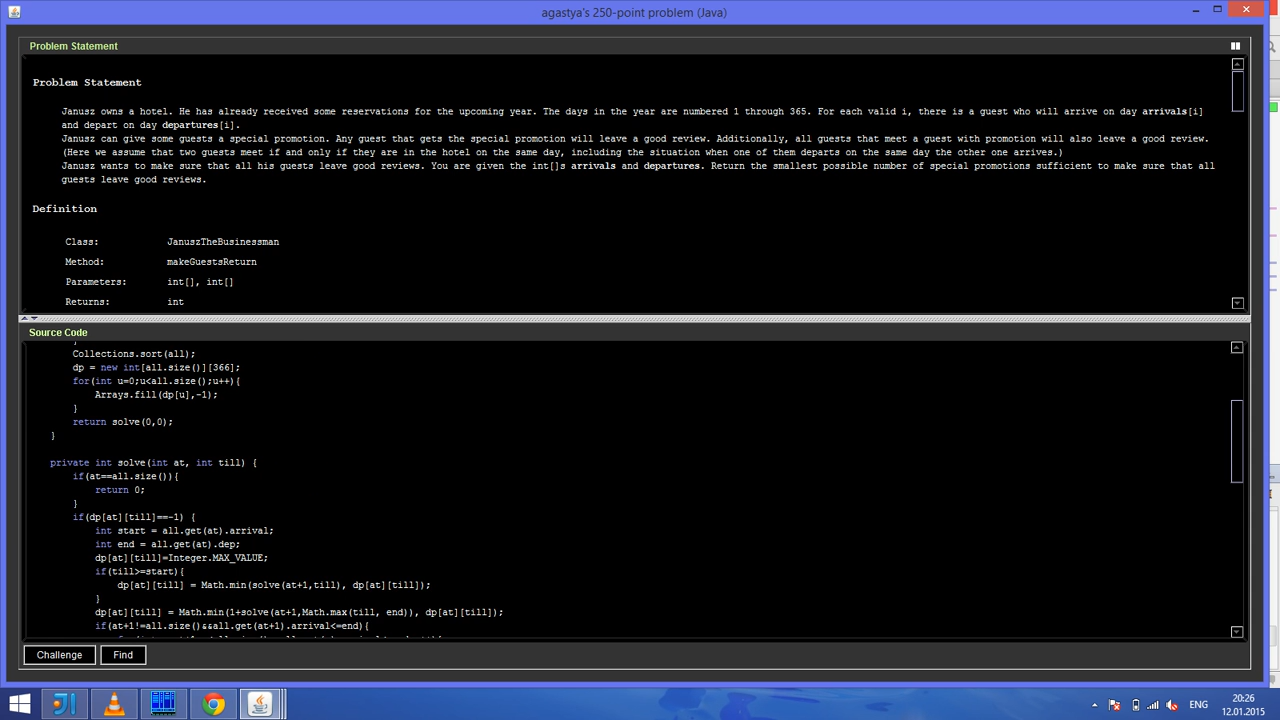 agastya's 250-point problem (Java)
Problem Statement
Problem Statement
Janusz owns a hotel. He has already received some reservations for the upcoming year. The days in the year are numbered 1 through 365. For each valid i, there is a guest who will arrive on day arrivals[i]
and depart on day departures[i].
Janusz can give some guests a special promotion. Any guest that gets the special promotion will leave a good review. Additionally, all guests that meet a guest with promotion will also leave a good review.
(Here we assume that two guests meet if and only if they are in the hotel on the same day, including the situation when one of them departs on the same day the other one arrives.)
Janusz wants to make sure that all his guests leave good reviews. You are given the int[]s arrivals and departures. Return the smallest possible number of special promotions sufficient to make sure that all
guests leave good reviews.
Definition
Class: JanuszTheBusinessman
Method: makeGuestsReturn
Parameters: int[], int[]
Returns: int
Source Code
}
Collections.sort(all);
dp = new int[all.size()][366];
for(int u=0;u<all.size();u++){
Arrays.fill(dp[u],-1);
}
return solve(0,0);
}
private int solve(int at, int till) {
if(at==all.size()){
return 0;
}
if(dp[at][till]==-1) {
int start = all.get(at).arrival;
int end = all.get(at).dep;
dp[at][till]=Integer.MAX_VALUE;
if(till>=start){
dp[at][till] = Math.min(solve(at+1,till), dp[at][till]);
}
dp[at][till] = Math.min(1+solve(at+1,Math.max(till, end)), dp[at][till]);
if(at+1!=all.size()&&all.get(at+1).arrival<=end){
Challenge Find
ENG
20:26
12.01.2015